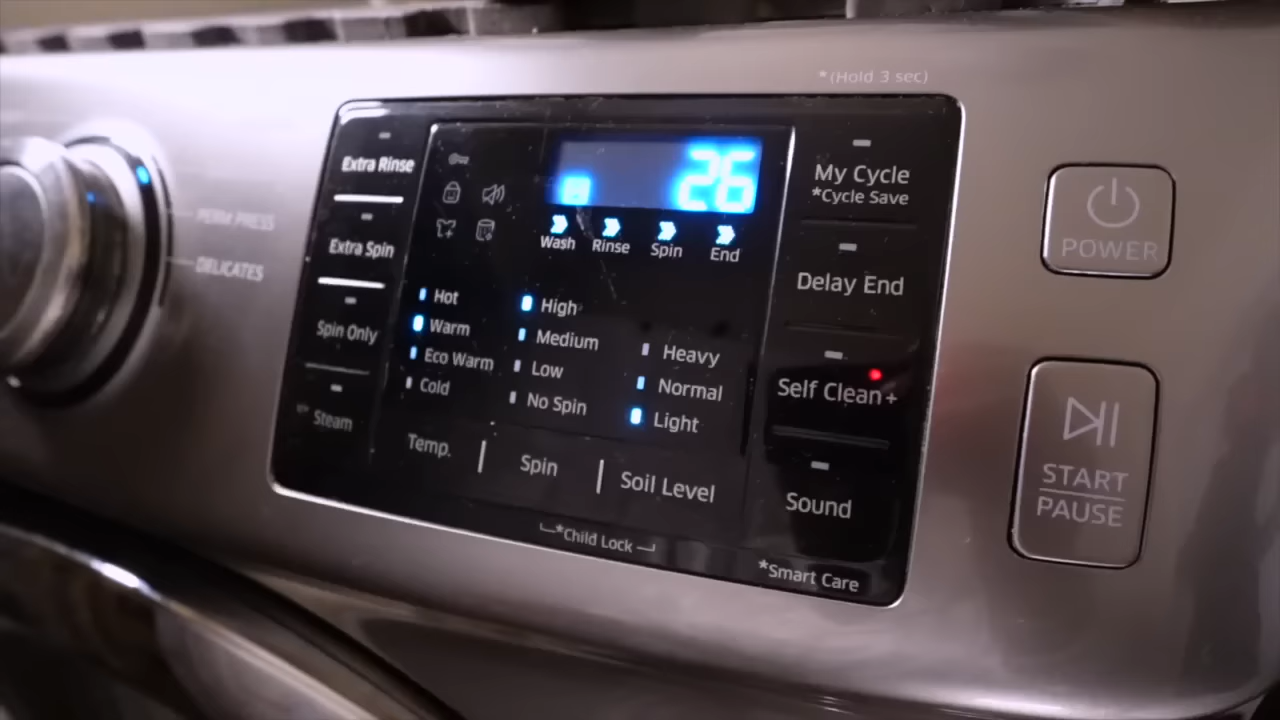 *(Hold 3 sec)
PERM PRESS
DELICATES
Extra Rinse
Extra Spin
Spin Only
Steam
26
Wash
Rinse
Spin
End
Hot
Warm
Eco Warm
Cold
High
Medium
Low
No Spin
Heavy
Normal
Light
Temp.
Spin
Soil Level
*Child Lock
My Cycle
*Cycle Save
Delay End
Self Clean+
Sound
*Smart Care
POWER
START
PAUSE